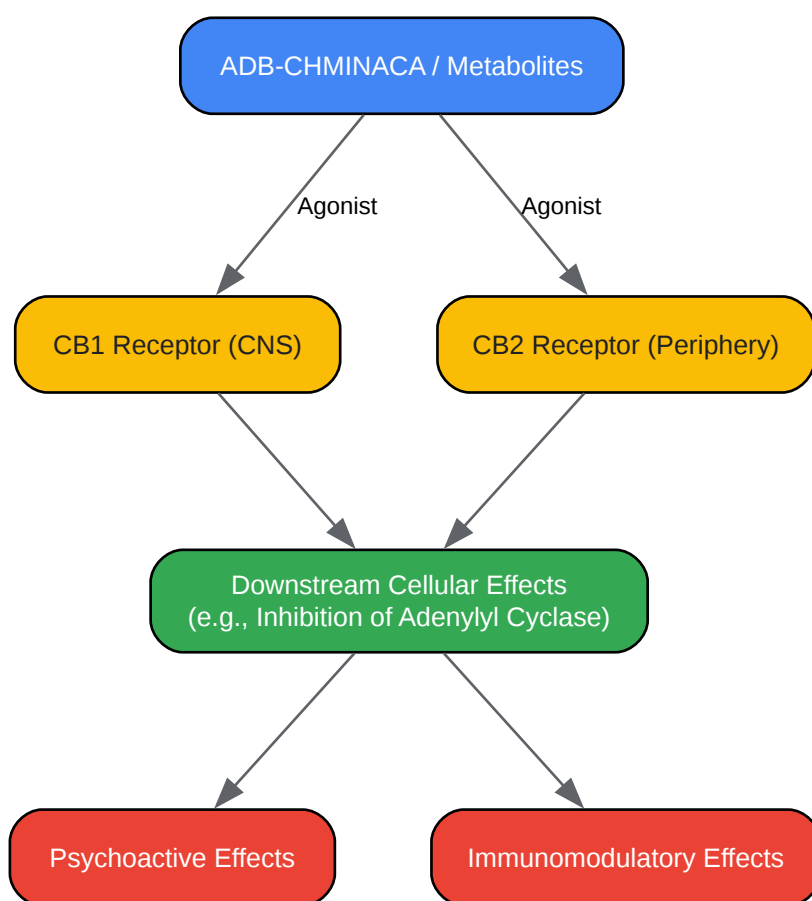 ADB-CHMINACA / Metabolites
Agonist
Agonist
CB1 Receptor (CNS)
CB2 Receptor (Periphery)
Downstream Cellular Effects
(e.g., Inhibition of Adenylyl Cyclase)
Psychoactive Effects
Immunomodulatory Effects